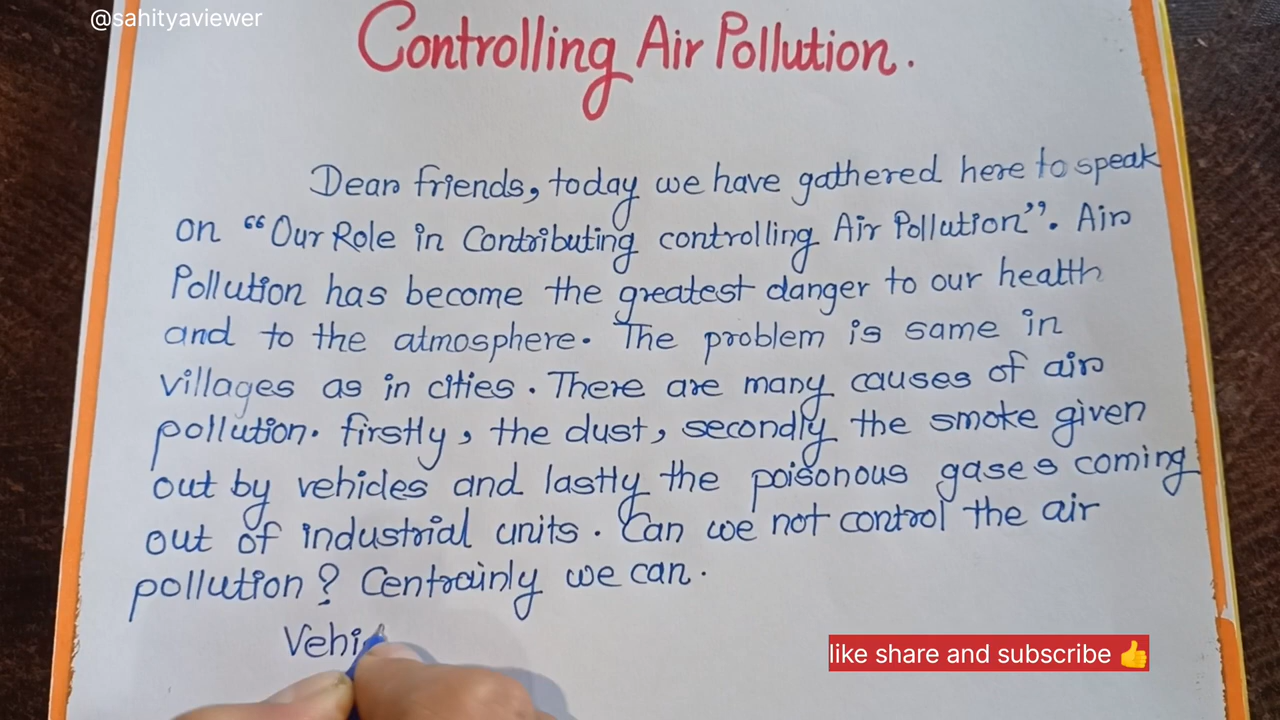 @sahityaviewer
Controlling Air Pollution.
Dear friends, today we have gathered here to speak
on “Our Role in Contributing controlling Air Pollution”. Air
Pollution has become the greatest danger to our health
and to the atmosphere. The problem is same in
villages as in cities. There are many causes of air
pollution. firstly, the dust, secondly the smoke given
out by vehicles and lastly the poisonous gases coming
out of industrial units. Can we not control the air
pollution? Centrainly we can.
Vehi
like share and subscribe 👍